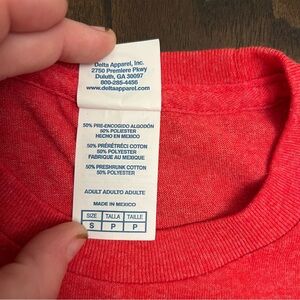 Delta Apparel, Inc.
2750 Premiere Pkwy
Duluth, GA 30097
800-285-4456
www.deltaapparel.com
50% PRE-ENCOGIDO ALGODÓN
50% POLIESTER
HECHO EN MEXICO
50% PRÉRÉTRÉCI COTON
50% POLYESTER
FABRIQUE AU MEXIQUE
50% PRESHRUNK COTTON
50% POLYESTER
ADULT ADULTO ADULTE
MADE IN MEXICO
SIZE TALLA TAILLE
S P P